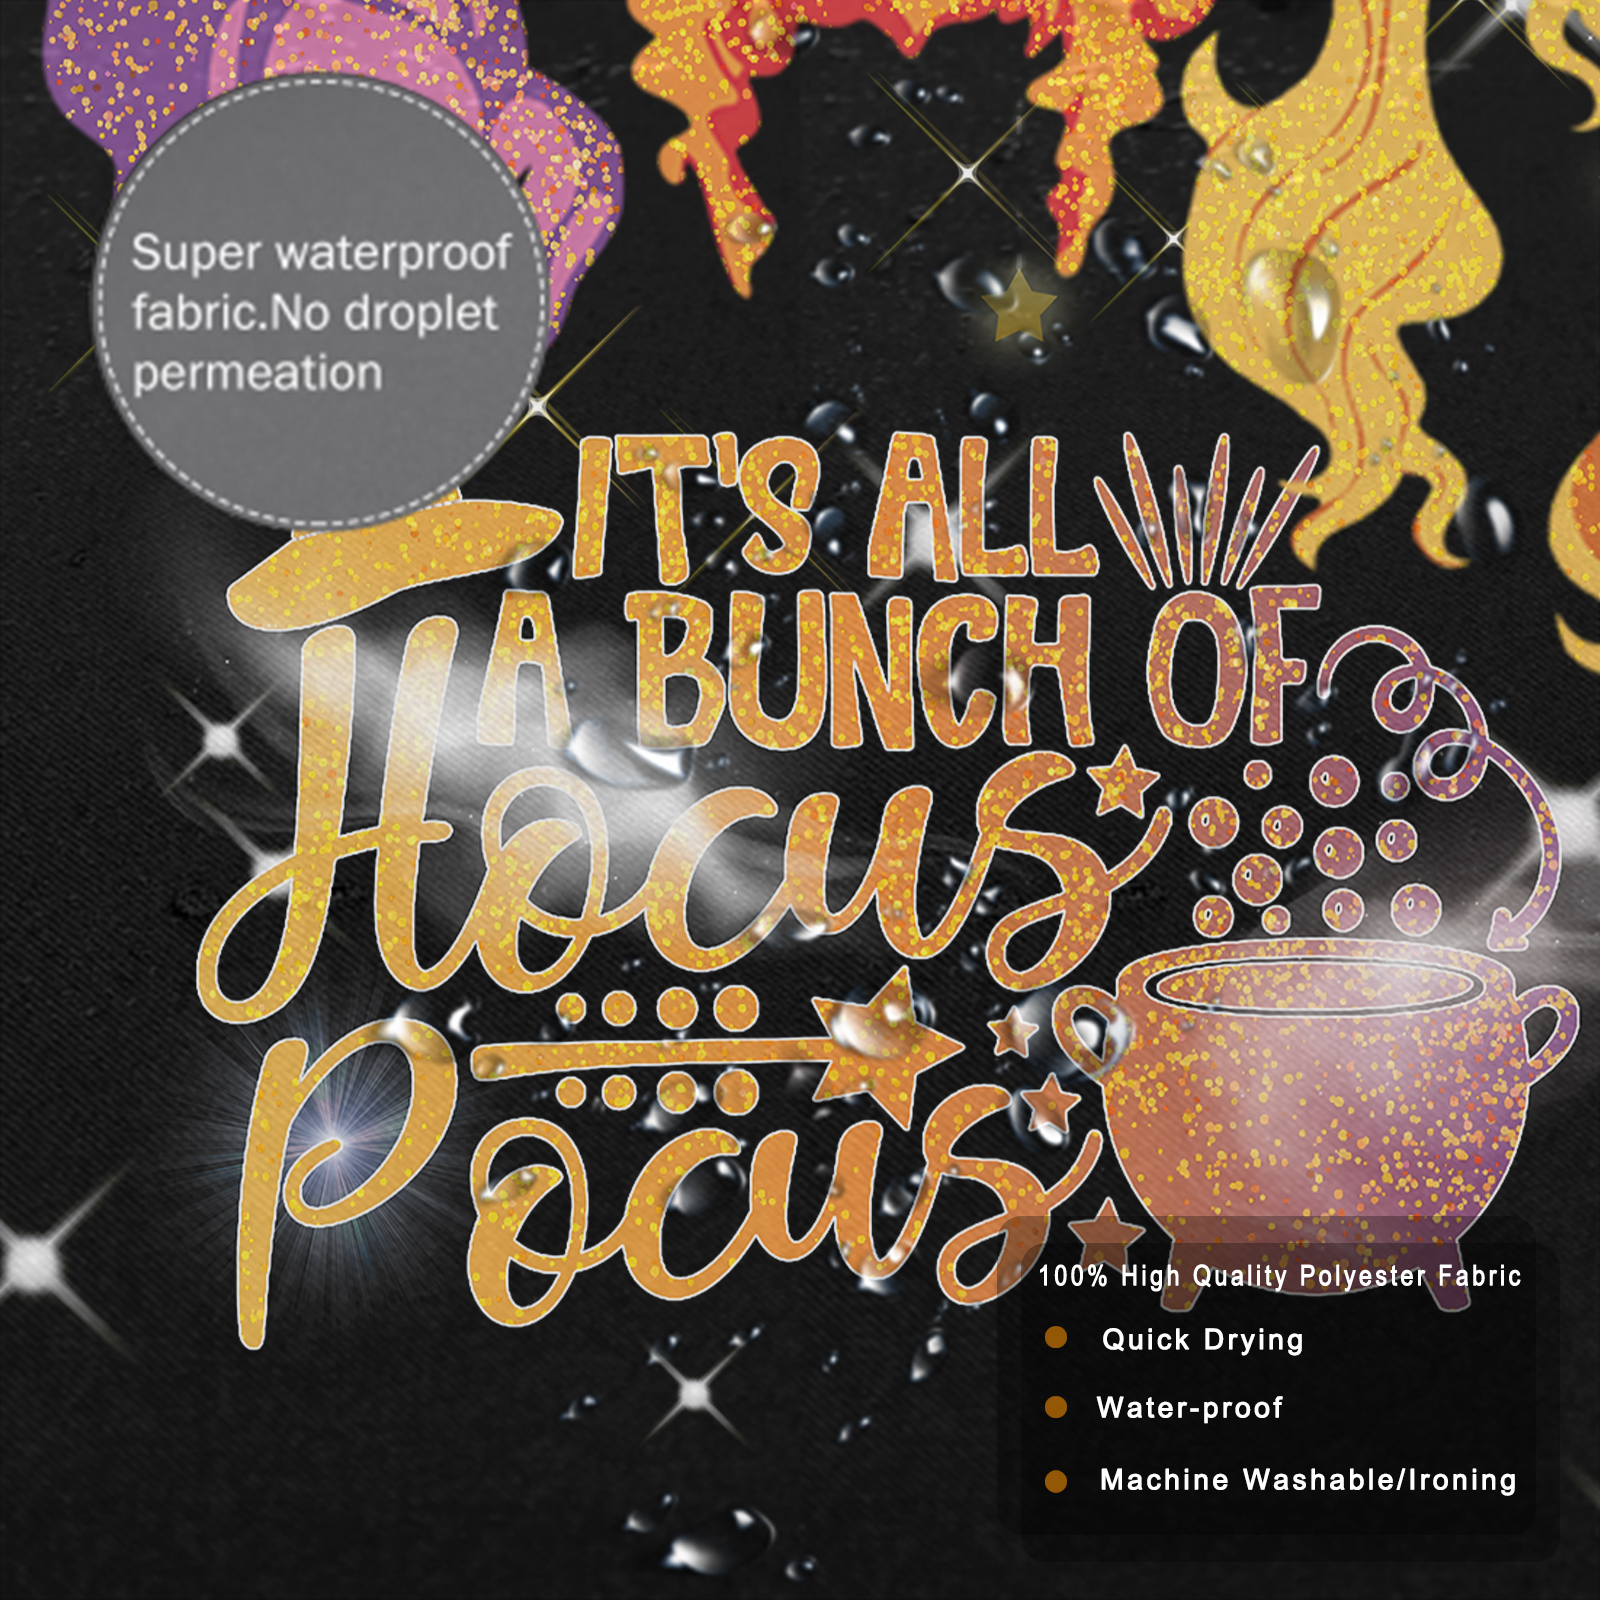 Super waterproof
fabric.No droplet
permeation
IT'S ALL
A BUNCH OF
Hocus
Pocus
100% High Quality Polyester Fabric
Quick Drying
Water-proof
Machine Washable/Ironing